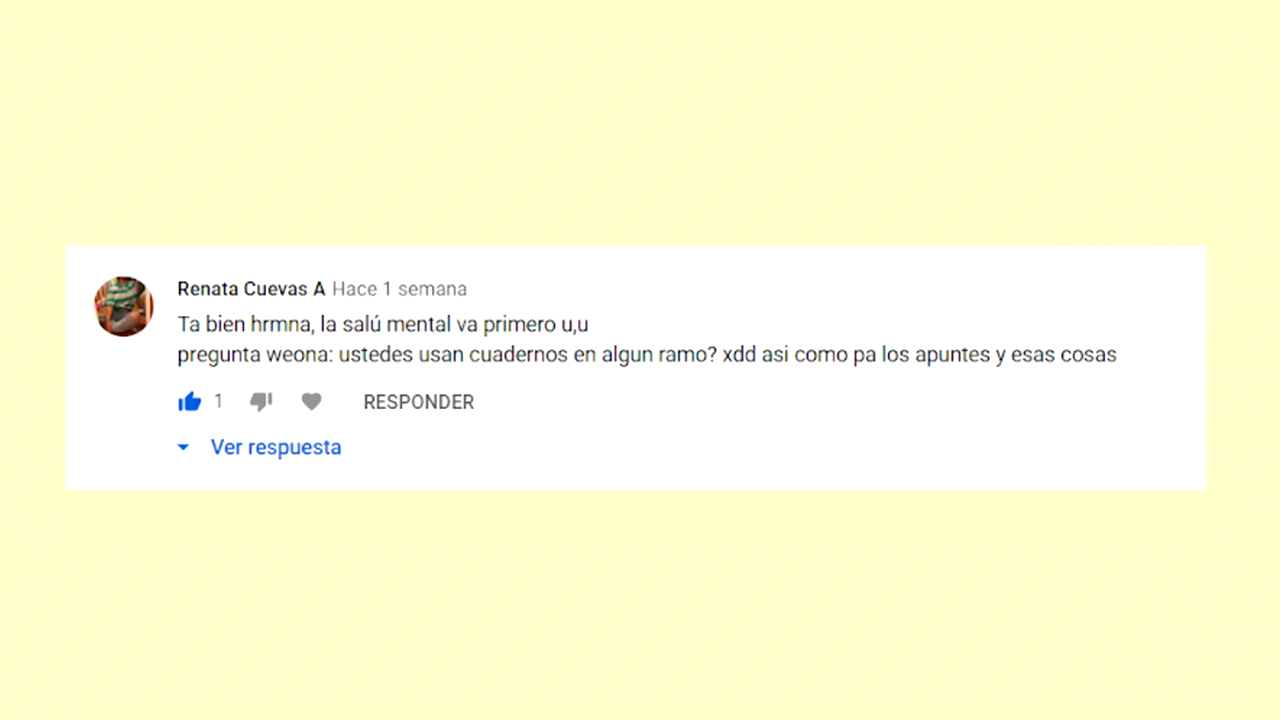 Renata Cuevas A Hace 1 semana
Ta bien hrmna, la salú mental va primero u,u
pregunta weona: ustedes usan cuadernos en algun ramo? xdd asi como pa los apuntes y esas cosas
1 RESPONDER
Ver respuesta